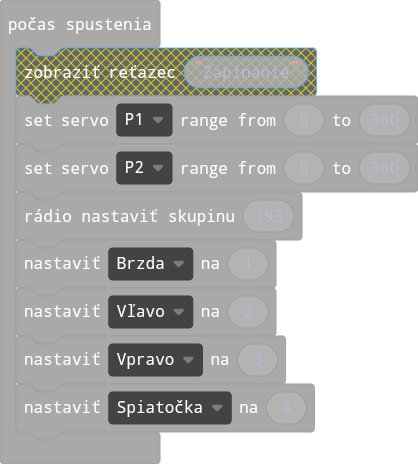 počas spustenia
zobraziť reťazec "Zapínanie"
set servo P1 range from 0 to 360
set servo P2 range from 0 to 360
rádio nastaviť skupinu 193
nastaviť Brzda na 1
nastaviť Vľavo na 2
nastaviť Vpravo na 3
nastaviť Spiatočka na 4